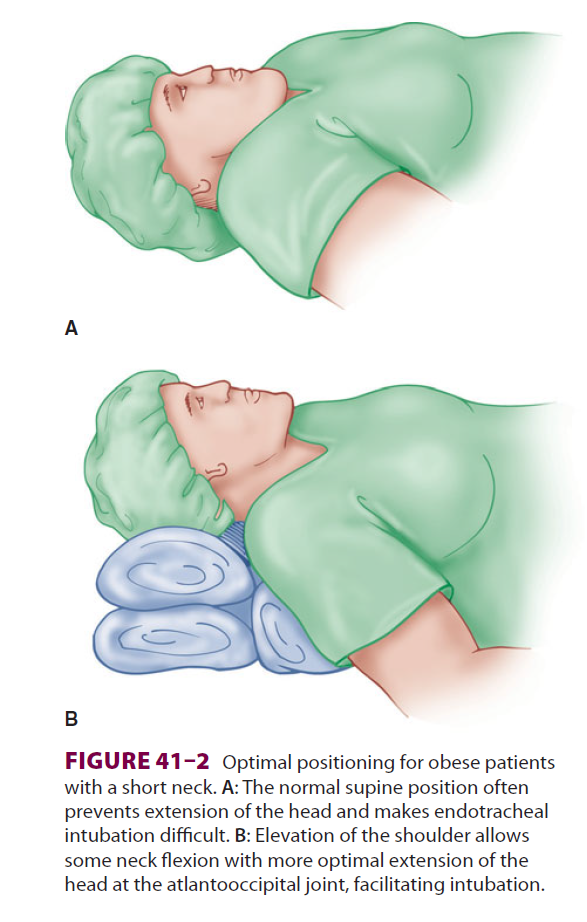 A
B
FIGURE 41–2 Optimal positioning for obese patients
with a short neck. A: The normal supine position often
prevents extension of the head and makes endotracheal
intubation difficult. B: Elevation of the shoulder allows
some neck flexion with more optimal extension of the
head at the atlantooccipital joint, facilitating intubation.